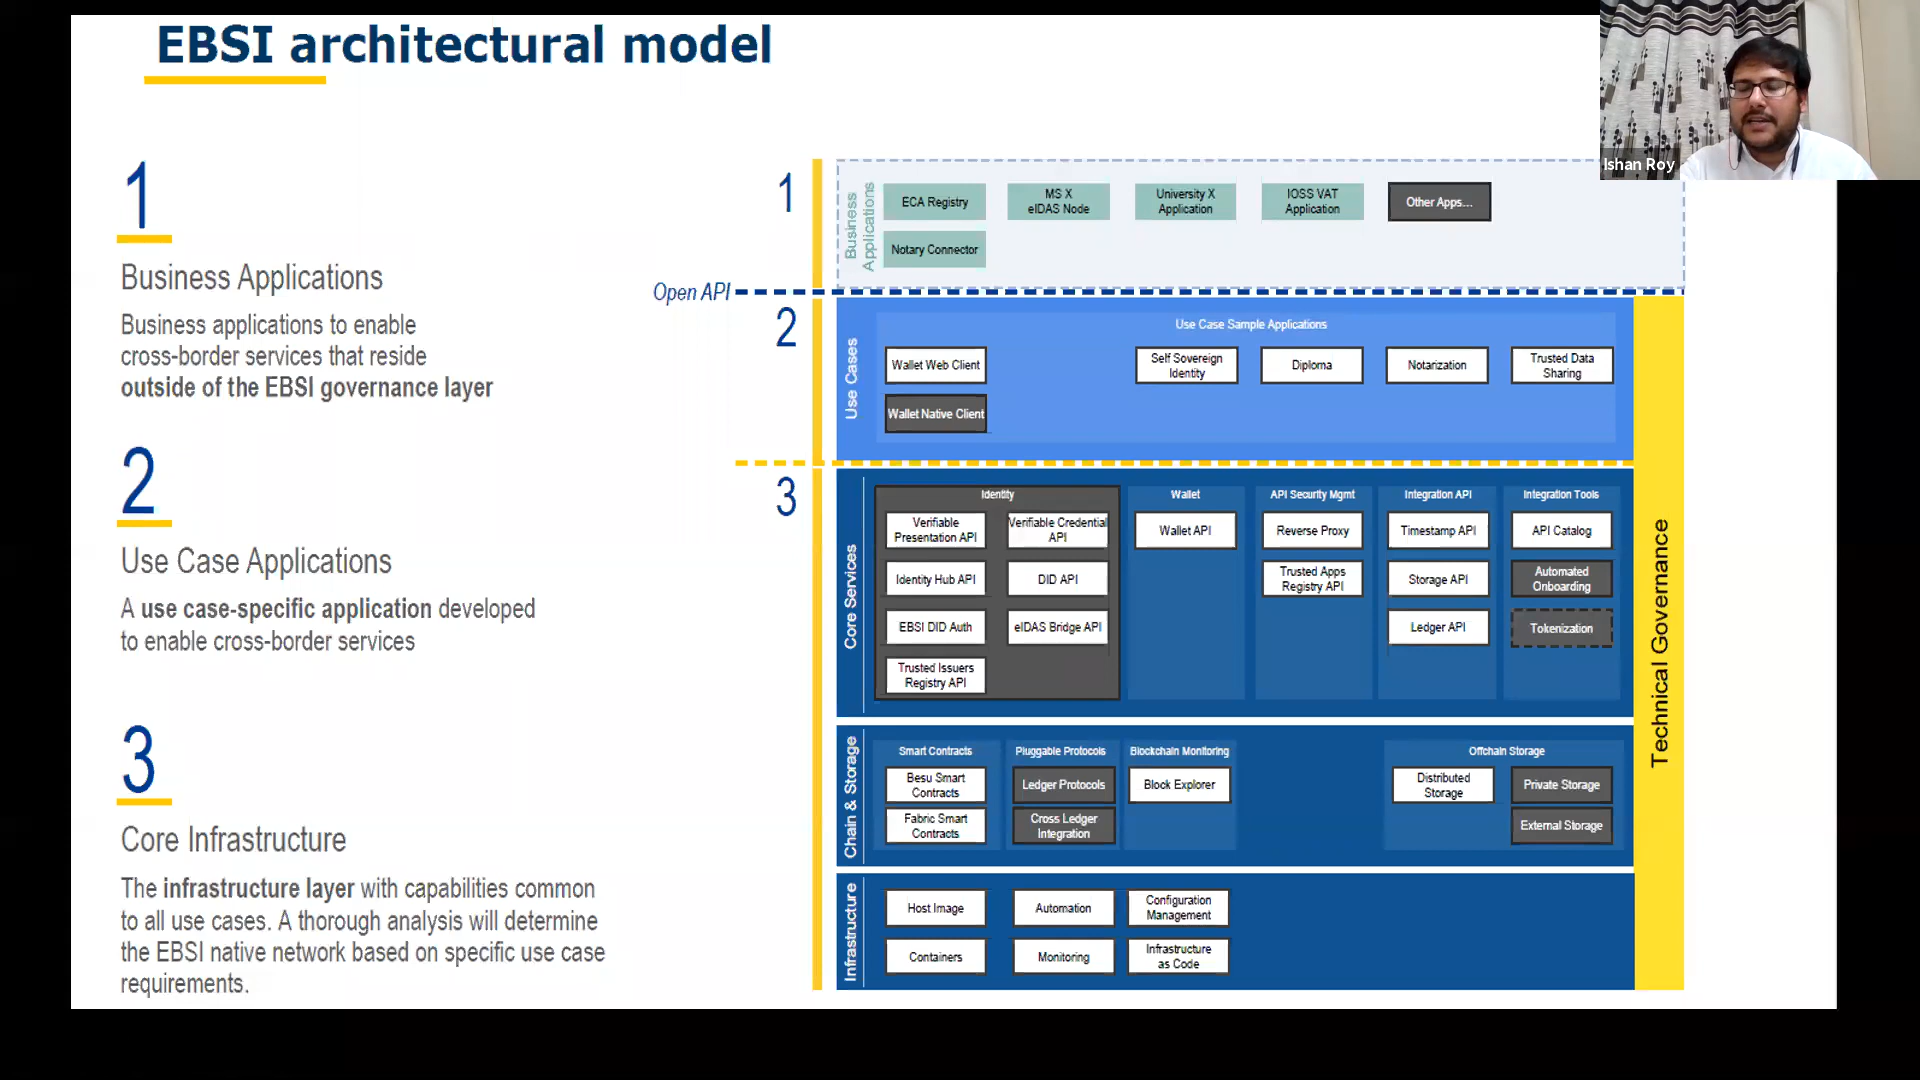 EBSI architectural model
1
Business Applications
Business applications to enable
cross-border services that reside
outside of the EBSI governance layer
2
Use Case Applications
A use case-specific application developed
to enable cross-border services
3
Core Infrastructure
The infrastructure layer with capabilities common
to all use cases. A thorough analysis will determine
the EBSI native network based on specific use case
requirements.
1
Open API
2
3
Business
Applications
ECA Registry
MS X
eIDAS Node
University X
Application
IOSS VAT
Application
Other Apps...
Notary Connector
Use Cases
Use Case Sample Applications
Wallet Web Client
Self Sovereign
Identity
Diploma
Notarization
Trusted Data
Sharing
Wallet Native Client
Core Services
Identity
Verifiable
Presentation API
Verifiable Credential
API
Identity Hub API
DID API
EBSI DID Auth
eIDAS Bridge API
Trusted Issuers
Registry API
Wallet
Wallet API
API Security Mgmt
Reverse Proxy
Trusted Apps
Registry API
Integration API
Timestamp API
Storage API
Ledger API
Integration Tools
API Catalog
Automated
Onboarding
Tokenization
Chain & Storage
Smart Contracts
Besu Smart
Contracts
Fabric Smart
Contracts
Pluggable Protocols
Ledger Protocols
Cross Ledger
Integration
Blockchain Monitoring
Block Explorer
Offchain Storage
Distributed
Storage
Private Storage
External Storage
Infrastructure
Host Image
Automation
Configuration
Management
Containers
Monitoring
Infrastructure
as Code
Technical Governance
Ishan Roy